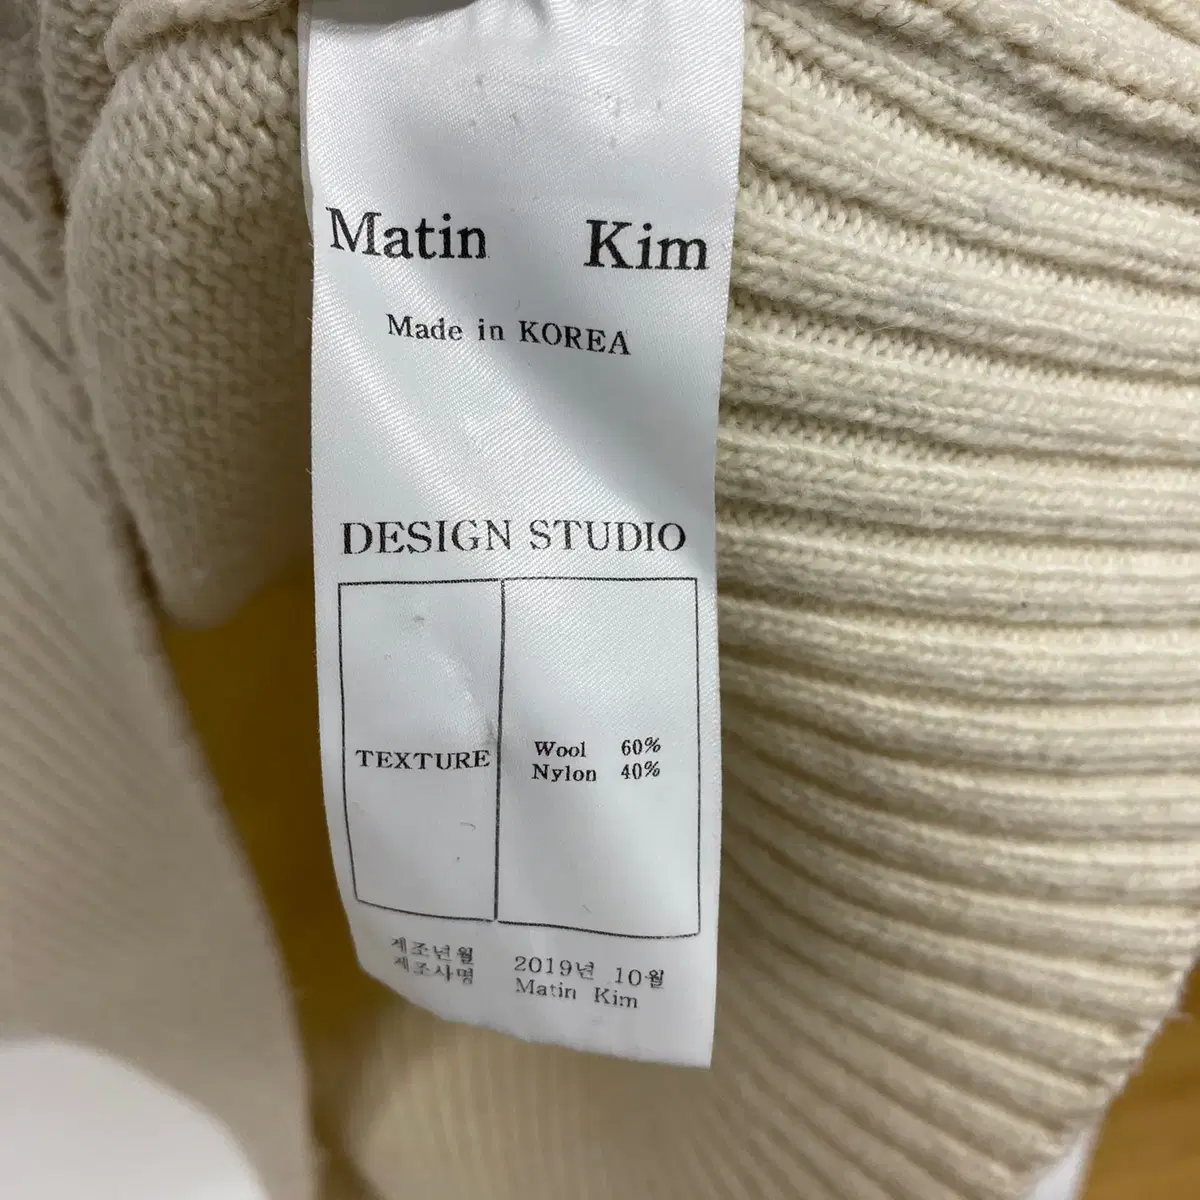 Matin Kim
Made in KOREA
DESIGN STUDIO
TEXTURE
Wool 60%
Nylon 40%
제조년월 2019년 10월
제조사명 Matin Kim